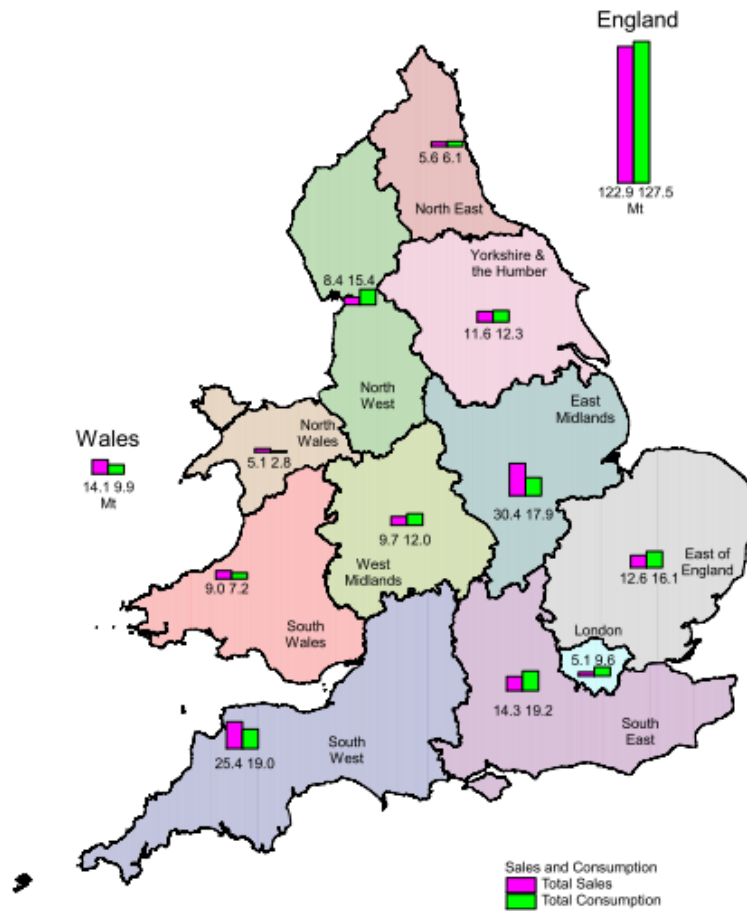 England
122.9 127.5
Mt
5.6 6.1
North East
Yorkshire &
the Humber
8.4 15.4
11.6 12.3
North
West
East
Midlands
North
Wales
5.1 2.8
Wales
14.1 9.9
Mt
30.4 17.9
9.7 12.0
West
Midlands
East of
England
12.6 16.1
9.0 7.2
South
Wales
London
5.1 9.6
14.3 19.2
South
East
South
West
25.4 19.0
Sales and Consumption
Total Sales
Total Consumption